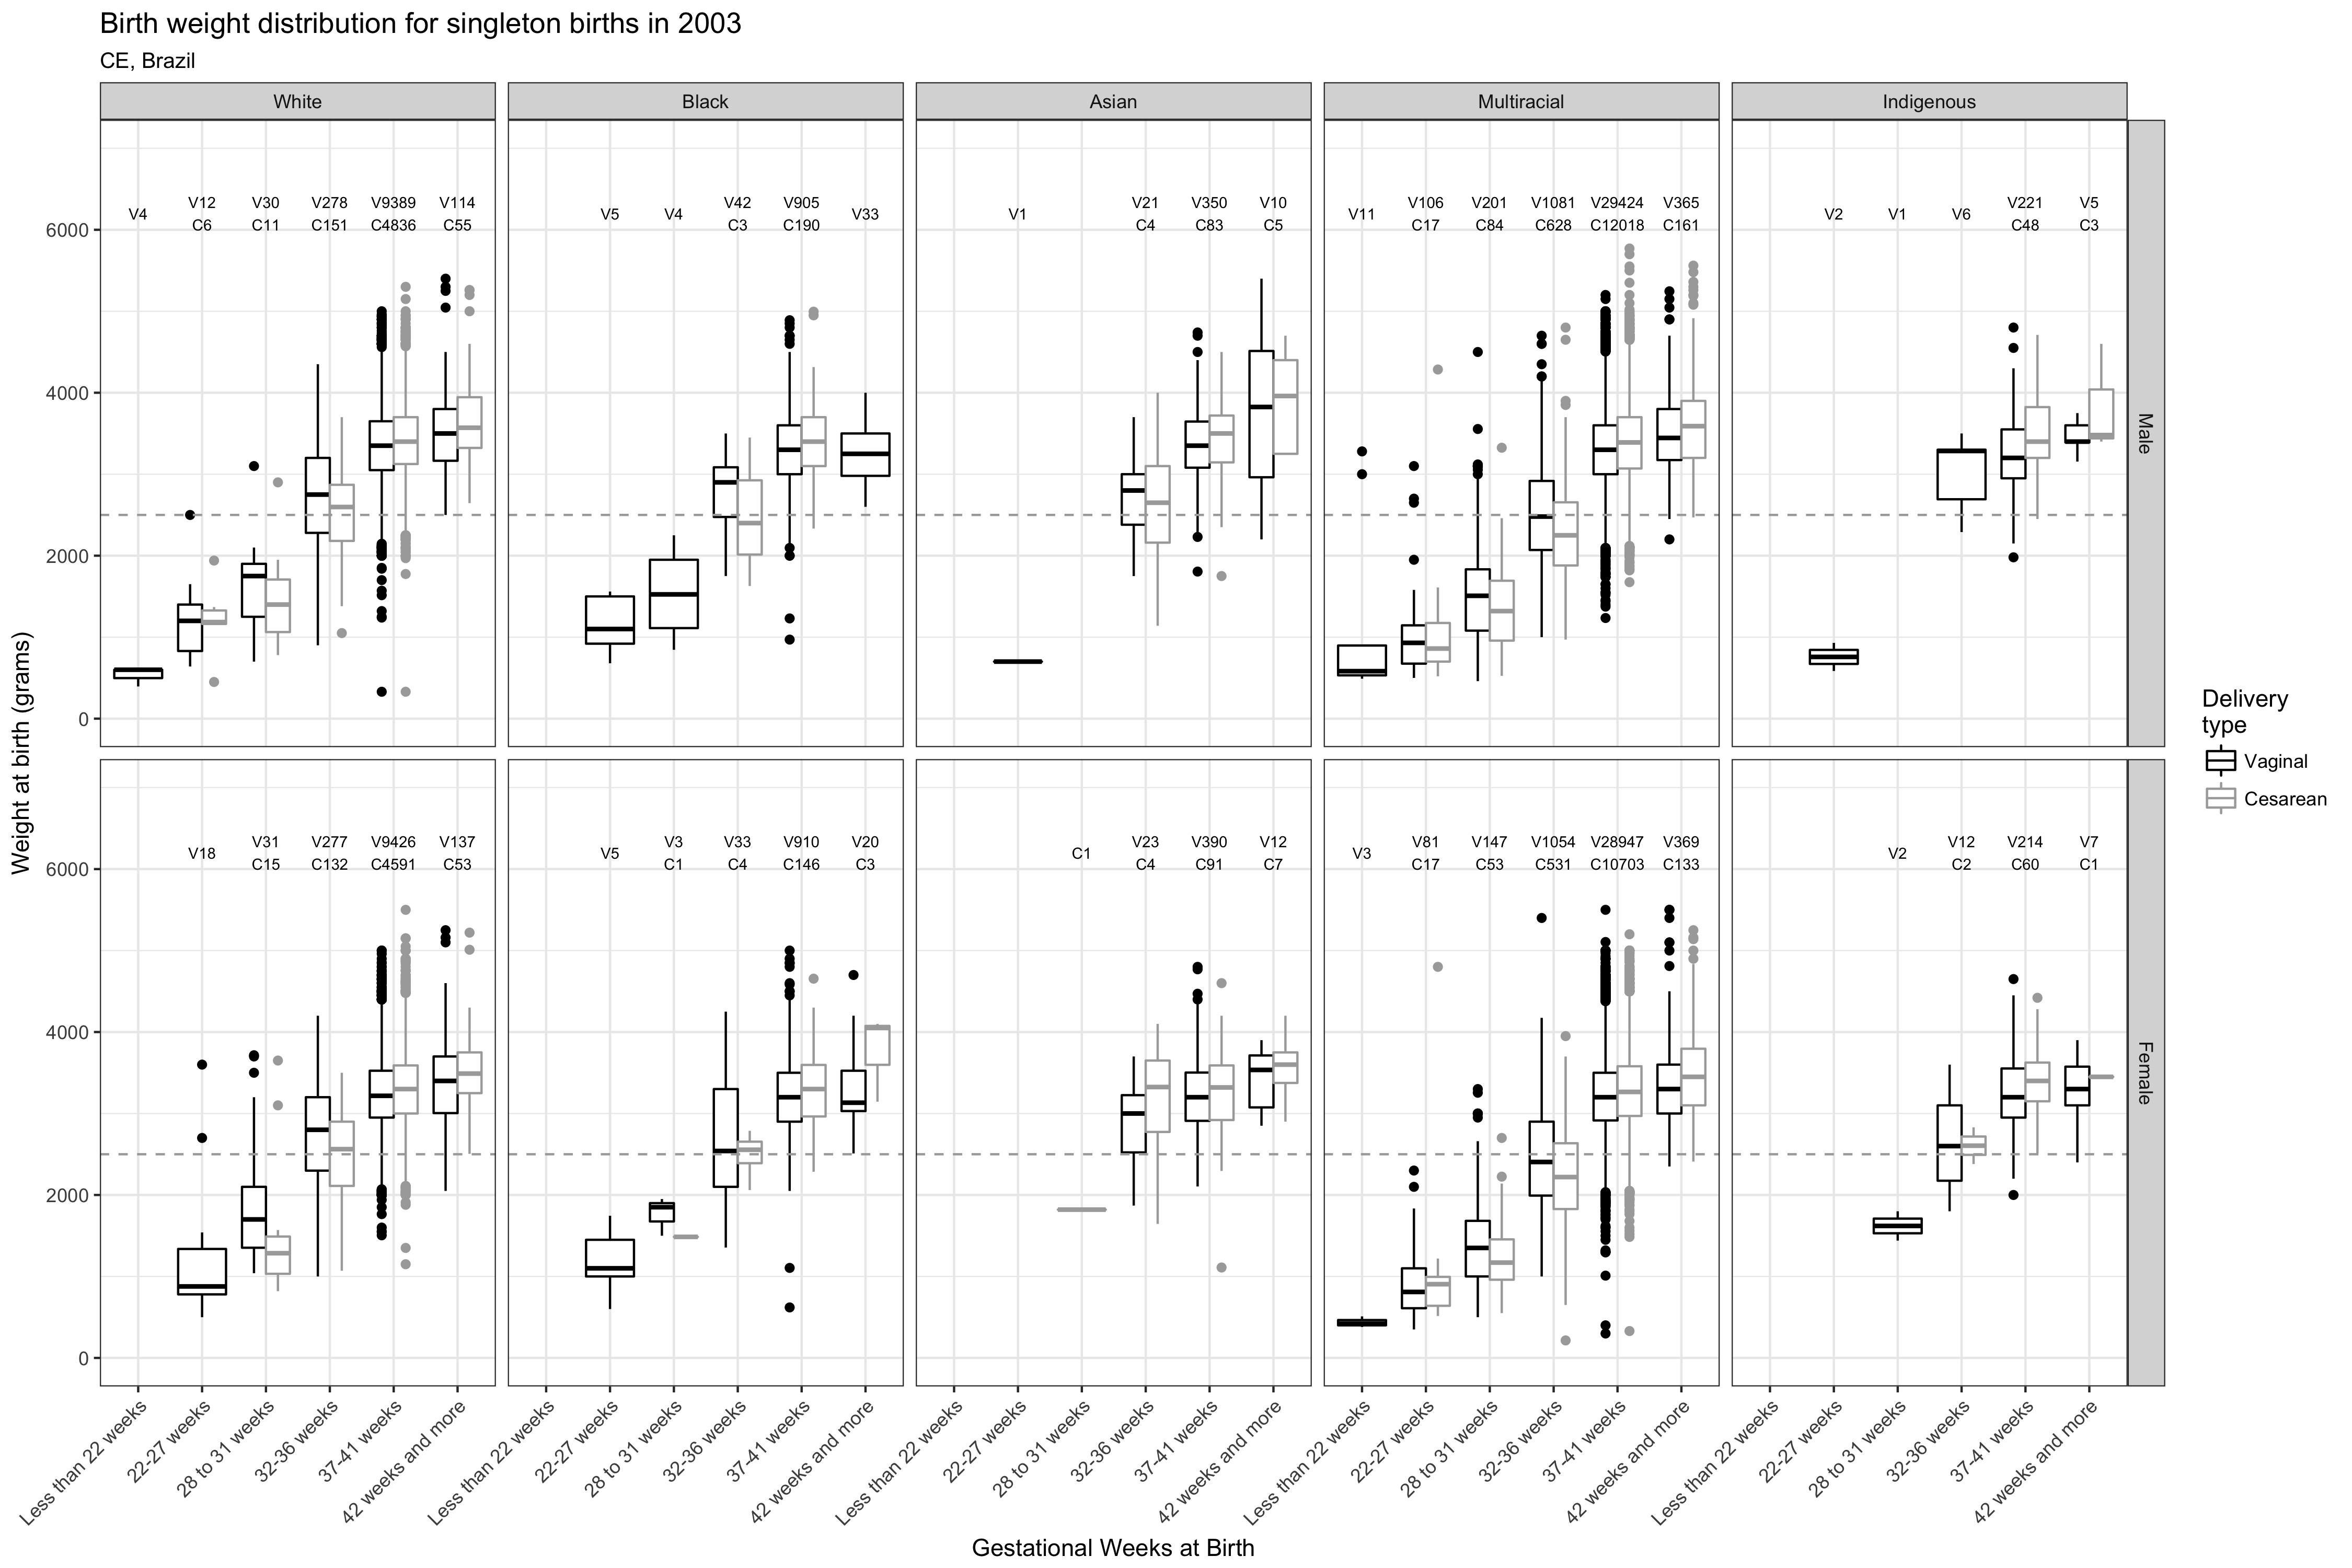 Birth weight distribution for singleton births in 2003
CE, Brazil
White Black Asian Multiracial Indigenous
V4 V12 V30 V278 V9389 V114 V5 V4 V42 V905 V33 V1 V21 V350 V10 V11 V106 V201 V1081 V29424 V365 V2 V1 V6 V221 V5
C6 C11 C151 C4836 C55 C3 C190 C4 C83 C5 C17 C84 C628 C12018 C161 C48 C3
6000
4000
2000
0
Male
V18 V31 V277 V9426 V137 V5 V3 V33 V910 V20 C1 V23 V390 V12 V3 V81 V147 V1054 V28947 V369 V2 V12 V214 V7
C15 C132 C4591 C53 C1 C4 C146 C3 C4 C91 C7 C17 C53 C531 C10703 C133 C2 C60 C1
6000
4000
2000
0
Female
Weight at birth (grams)
Less than 22 weeks 22-27 weeks 28 to 31 weeks 32-36 weeks 37-41 weeks 42 weeks and more
Less than 22 weeks 22-27 weeks 28 to 31 weeks 32-36 weeks 37-41 weeks 42 weeks and more
Less than 22 weeks 22-27 weeks 28 to 31 weeks 32-36 weeks 37-41 weeks 42 weeks and more
Less than 22 weeks 22-27 weeks 28 to 31 weeks 32-36 weeks 37-41 weeks 42 weeks and more
Less than 22 weeks 22-27 weeks 28 to 31 weeks 32-36 weeks 37-41 weeks 42 weeks and more
Gestational Weeks at Birth
Delivery
type
Vaginal
Cesarean